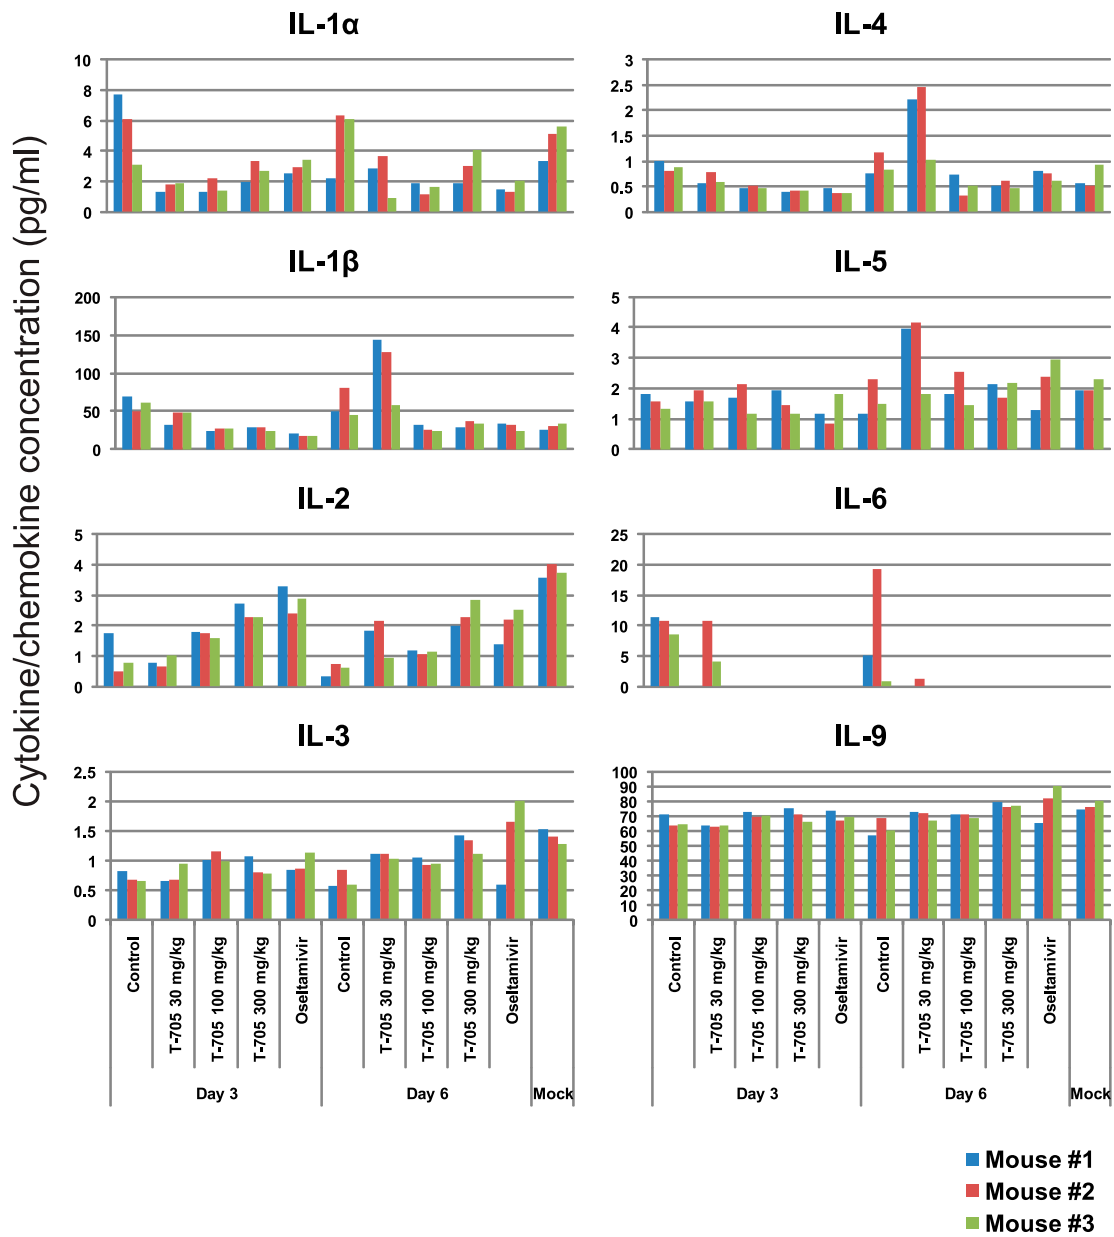 Cytokine/chemokine concentration (pg/ml)
IL-1α
10
8
6
4
2
0
IL-4
3
2.5
2
1.5
1
0.5
0
IL-1β
200
150
100
50
0
IL-5
5
4
3
2
1
0
IL-2
5
4
3
2
1
0
IL-6
25
20
15
10
5
0
IL-3
2.5
2
1.5
1
0.5
0
IL-9
100
90
80
70
60
50
40
30
20
10
0
Control
T-705 30 mg/kg
T-705 100 mg/kg
T-705 300 mg/kg
Oseltamivir
Control
T-705 30 mg/kg
T-705 100 mg/kg
T-705 300 mg/kg
Oseltamivir
Day 3
Day 6
Mock
Control
T-705 30 mg/kg
T-705 100 mg/kg
T-705 300 mg/kg
Oseltamivir
Control
T-705 30 mg/kg
T-705 100 mg/kg
T-705 300 mg/kg
Oseltamivir
Day 3
Day 6
Mock
Mouse #1
Mouse #2
Mouse #3